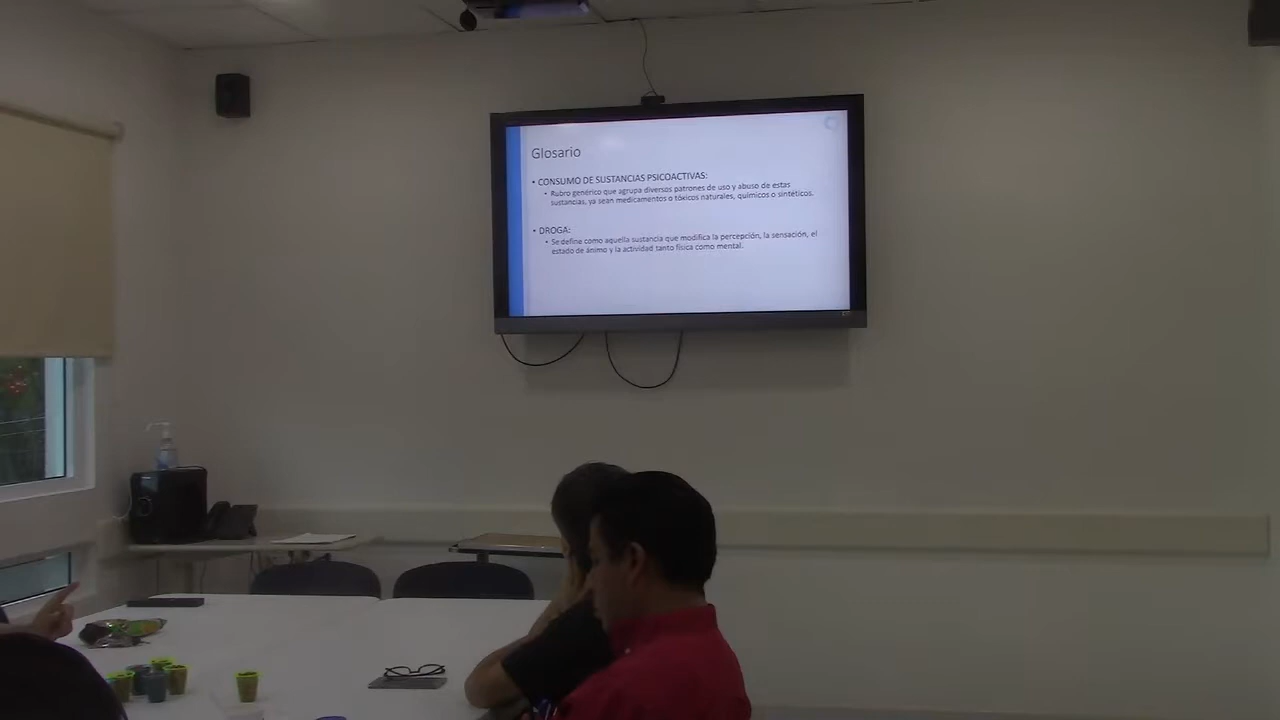 Glosario
• CONSUMO DE SUSTANCIAS PSICOACTIVAS:
• Rubro genérico que agrupa diversos patrones de uso y abuso de estas
sustancias, ya sean medicamentos o tóxicos naturales, químicos o sintéticos.
• DROGA:
• Se define como aquella sustancia que modifica la percepción, la sensación, el
estado de ánimo y la actividad tanto física como mental.